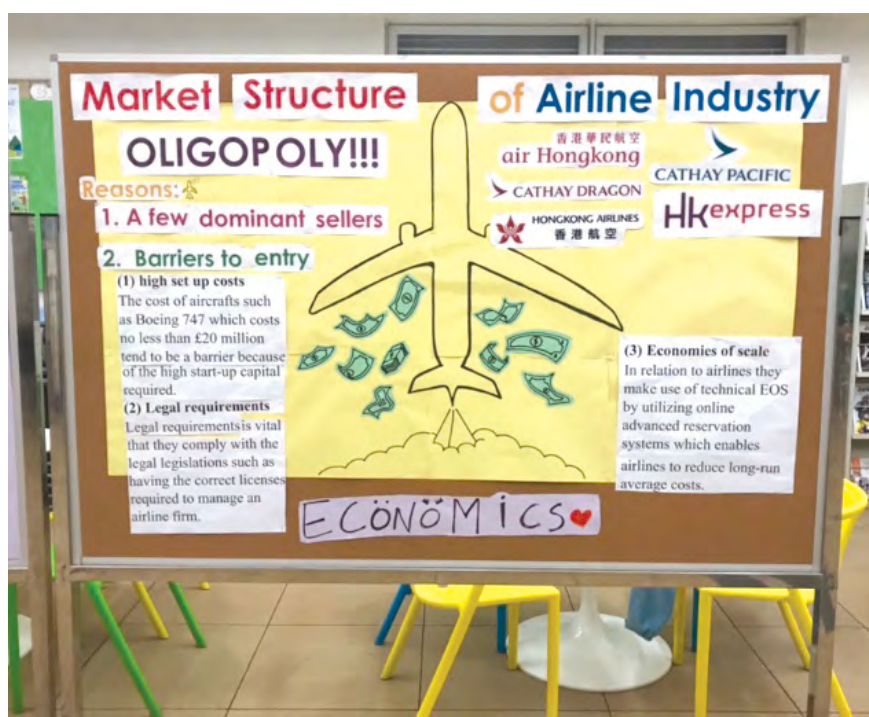 Market Structure of Airline Industry
OLIGOPOLY!!!
Reasons:
1. A few dominant sellers
2. Barriers to entry
(1) high set up costs
The cost of aircrafts such
as Boeing 747 which costs
no less than £20 million
tend to be a barrier because
of the high start-up capital
required.
(2) Legal requirements
Legal requirements is vital
that they comply with the
legal legislations such as
having the correct licenses
required to manage an
airline firm.
香港華民航空
air Hongkong
CATHAY PACIFIC
CATHAY DRAGON
HONGKONG AIRLINES
香港航空
HKexpress
(3) Economies of scale
In relation to airlines they
make use of technical EOS
by utilizing online
advanced reservation
systems which enables
airlines to reduce long-run
average costs.
ECÖNÖMiCS